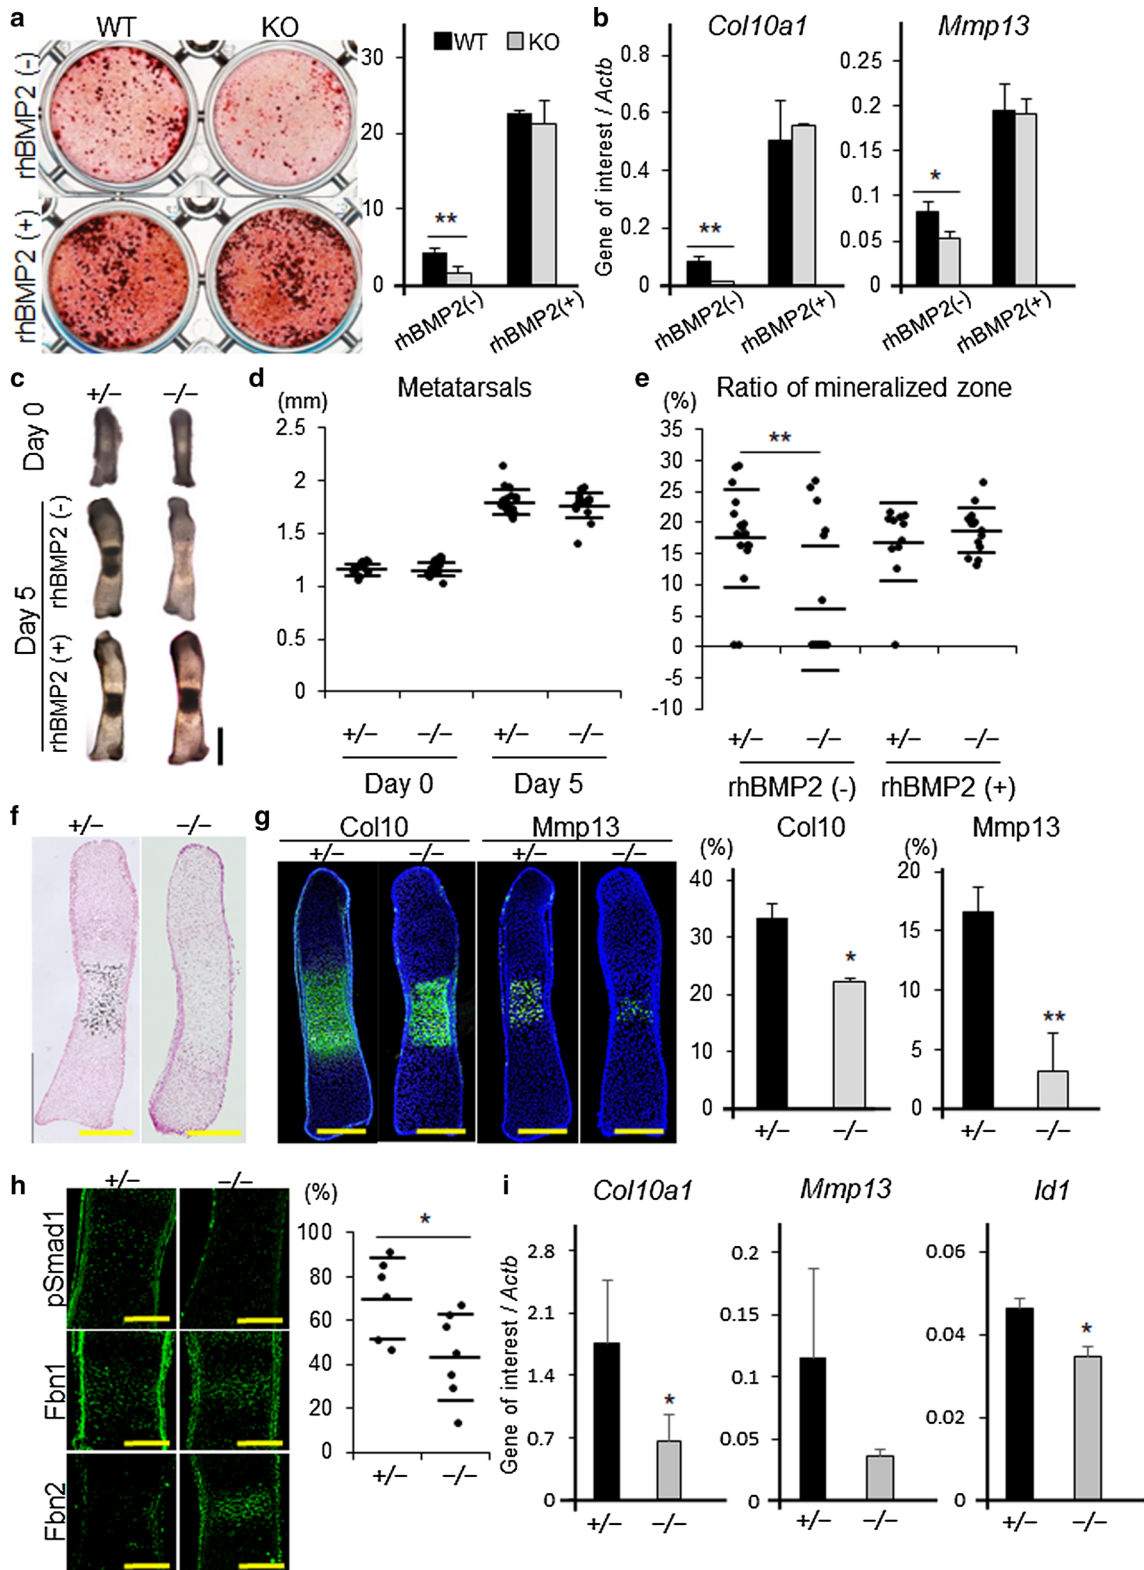 a
WT KO
rhBMP2 (-)
rhBMP2 (+)
30
20
10
0
WT KO
**
rhBMP2(-) rhBMP2(+)
b
Col10a1
Gene of interest / Actb
0.8
0.6
0.4
0.2
0
**
rhBMP2(-) rhBMP2(+)
Mmp13
0.25
0.2
0.15
0.1
0.05
0
*
rhBMP2(-) rhBMP2(+)
c
+/– –/–
Day 0
Day 5
rhBMP2 (-)
rhBMP2 (+)
d
Metatarsals
(mm)
2.5
2
1.5
1
0.5
0
+/– –/– +/– –/–
Day 0 Day 5
e
Ratio of mineralized zone
(%)
35
30
25
20
15
10
5
0
-5
-10
**
+/– –/– +/– –/–
rhBMP2 (-) rhBMP2 (+)
f
+/– –/–
g
Col10 Mmp13
+/– –/– +/– –/–
Col10
(%)
40
30
20
30
0
*
+/– –/–
Mmp13
(%)
20
15
10
5
0
**
+/– –/–
h
+/– –/–
pSmad1
Fbn1
Fbn2
(%)
100
80
60
40
20
0
*
+/– –/–
i
Col10a1
Gene of interest / Actb
2.8
2.1
1.4
0.7
0
*
+/– –/–
Mmp13
0.2
0.15
0.1
0.05
0
+/– –/–
Id1
0.06
0.04
0.02
0
*
+/– –/–